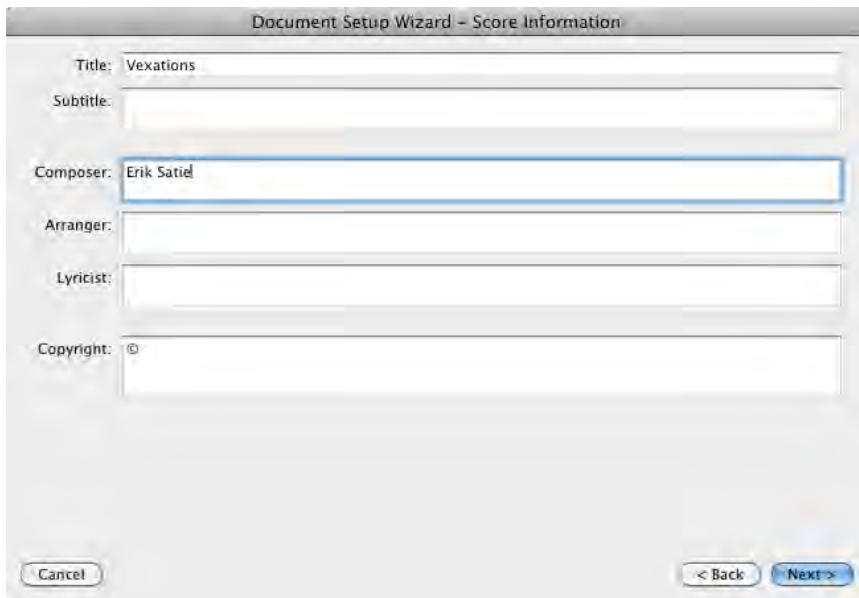 Document Setup Wizard – Score Information
Title: Vexations
Subtitle:
Composer: Erik Satie
Arranger:
Lyricist:
Copyright: ©
Cancel < Back Next >